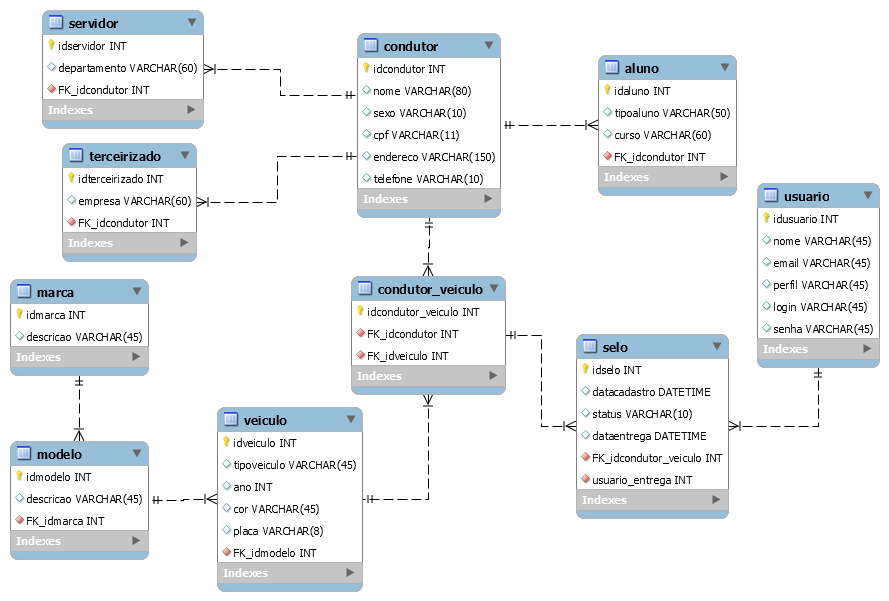 servidor
idservidor INT
departamento VARCHAR(60)
FK_idcondutor INT
Indexes
condutor
idcondutor INT
nome VARCHAR(80)
sexo VARCHAR(10)
cpf VARCHAR(11)
endereco VARCHAR(150)
telefone VARCHAR(10)
Indexes
aluno
idaluno INT
tipoaluno VARCHAR(50)
curso VARCHAR(60)
FK_idcondutor INT
Indexes
terceirizado
idterceirizado INT
empresa VARCHAR(60)
FK_idcondutor INT
Indexes
usuario
idusuario INT
nome VARCHAR(45)
email VARCHAR(45)
perfil VARCHAR(45)
login VARCHAR(45)
senha VARCHAR(45)
Indexes
marca
idmarca INT
descricao VARCHAR(45)
Indexes
condutor_veiculo
idcondutor_veiculo INT
FK_idcondutor INT
FK_idveiculo INT
Indexes
selo
idselo INT
datacadastro DATETIME
status VARCHAR(10)
dataentrega DATETIME
FK_idcondutor_veiculo INT
usuario_entrega INT
Indexes
modelo
idmodelo INT
descricao VARCHAR(45)
FK_idmarca INT
Indexes
veiculo
idveiculo INT
tipoveiculo VARCHAR(45)
ano INT
cor VARCHAR(45)
placa VARCHAR(8)
FK_idmodelo INT
Indexes